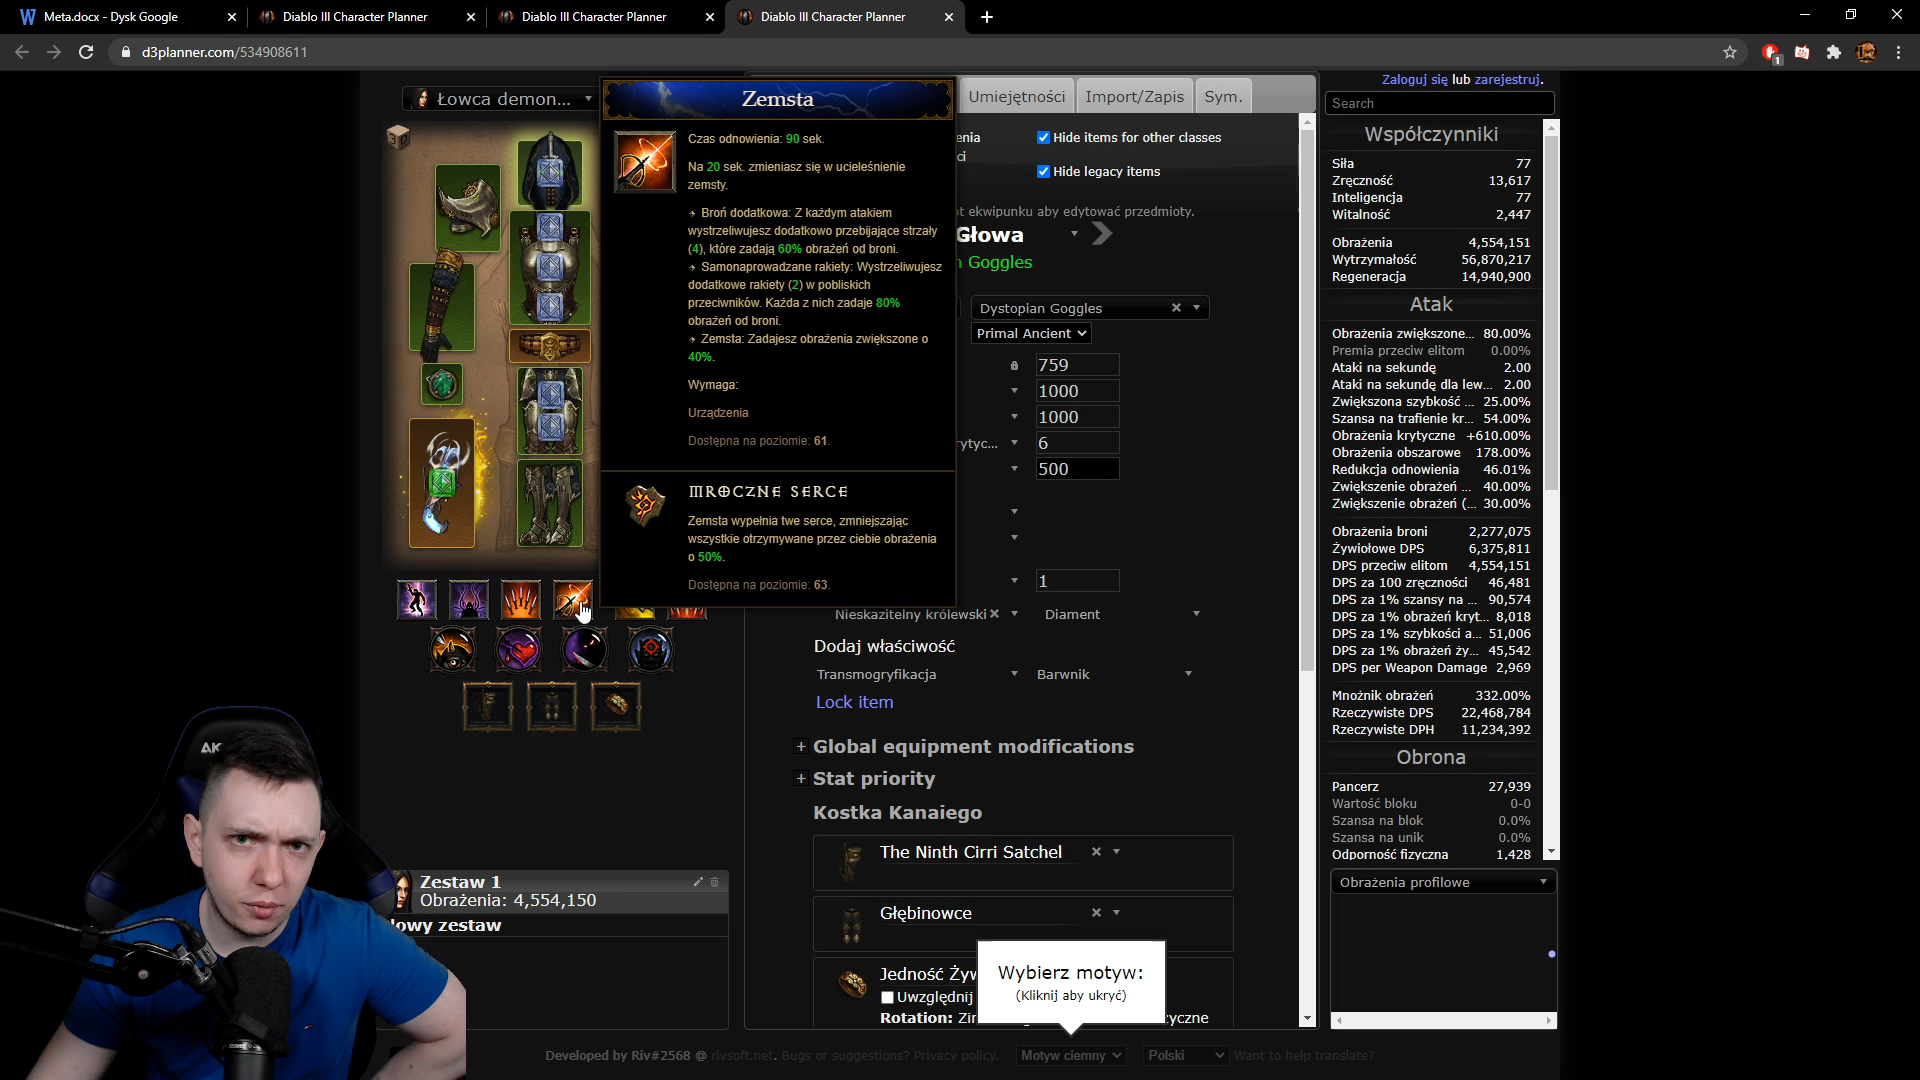 Meta.docx - Dysk Google
Diablo III Character Planner
Diablo III Character Planner
Diablo III Character Planner
d3planner.com/534908611
1
Łowca demon...
Zemsta
Czas odnowienia: 90 sek.
Na 20 sek. zmieniasz się w ucieleśnienie
zemsty.
Broń dodatkowa: Z każdym atakiem
wystrzeliwujesz dodatkowo przebijające strzały
(4), które zadają 60% obrażeń od broni.
Samonaprowadzane rakiety: Wystrzeliwujesz
dodatkowe rakiety (2) w pobliskich
przeciwników. Każda z nich zadaje 80%
obrażeń od broni.
Zemsta: Zadajesz obrażenia zwiększone o
40%.
Wymaga:
Urządzenia
Dostępna na poziomie: 61.
MROCZNE SERCE
Zemsta wypełnia twe serce, zmniejszając
wszystkie otrzymywane przez ciebie obrażenia
o 50%.
Dostępna na poziomie: 63.
Umiejętności
Import/Zapis
Sym.
enia
ci
Hide items for other classes
Hide legacy items
ot ekwipunku aby edytować przedmioty.
Głowa
n Goggles
Dystopian Goggles
Primal Ancient
759
1000
1000
rytyc...
6
500
1
Nieskazitelny królewski
Diament
Dodaj właściwość
Transmogryfikacja
Barwnik
Lock item
Global equipment modifications
Stat priority
Kostka Kanaiego
The Ninth Cirri Satchel
Głębinowce
Jedność Żyw
Uwzględnij
Rotation: Zi
yczne
Wybierz motyw:
(Kliknij aby ukryć)
Zestaw 1
Obrażenia: 4,554,150
lowy zestaw
AK
Developed by Riv#2568 @ rivsoft.net. Bugs or suggestions? Privacy policy.
Motyw ciemny
Polski
Want to help translate?
Zaloguj się lub zarejestruj.
Search
Współczynniki
Siła 77
Zręczność 13,617
Inteligencja 77
Witalność 2,447
Obrażenia 4,554,151
Wytrzymałość 56,870,217
Regeneracja 14,940,900
Atak
Obrażenia zwiększone... 80.00%
Premia przeciw elitom 0.00%
Ataki na sekundę 2.00
Ataki na sekundę dla lew... 2.00
Zwiększona szybkość ... 25.00%
Szansa na trafienie kr... 54.00%
Obrażenia krytyczne +610.00%
Obrażenia obszarowe 178.00%
Redukcja odnowienia 46.01%
Zwiększenie obrażeń ... 40.00%
Zwiększenie obrażeń (... 30.00%
Obrażenia broni 2,277,075
Żywiołowe DPS 6,375,811
DPS przeciw elitom 4,554,151
DPS za 100 zręczności 46,481
DPS za 1% szansy na ... 90,574
DPS za 1% obrażeń kryt... 8,018
DPS za 1% szybkości a... 51,006
DPS za 1% obrażeń ży... 45,542
DPS per Weapon Damage 2,969
Mnożnik obrażeń 332.00%
Rzeczywiste DPS 22,468,784
Rzeczywiste DPH 11,234,392
Obrona
Pancerz 27,939
Wartość bloku 0-0
Szansa na blok 0.0%
Szansa na unik 0.0%
Odporność fizyczna 1,428
Obrażenia profilowe